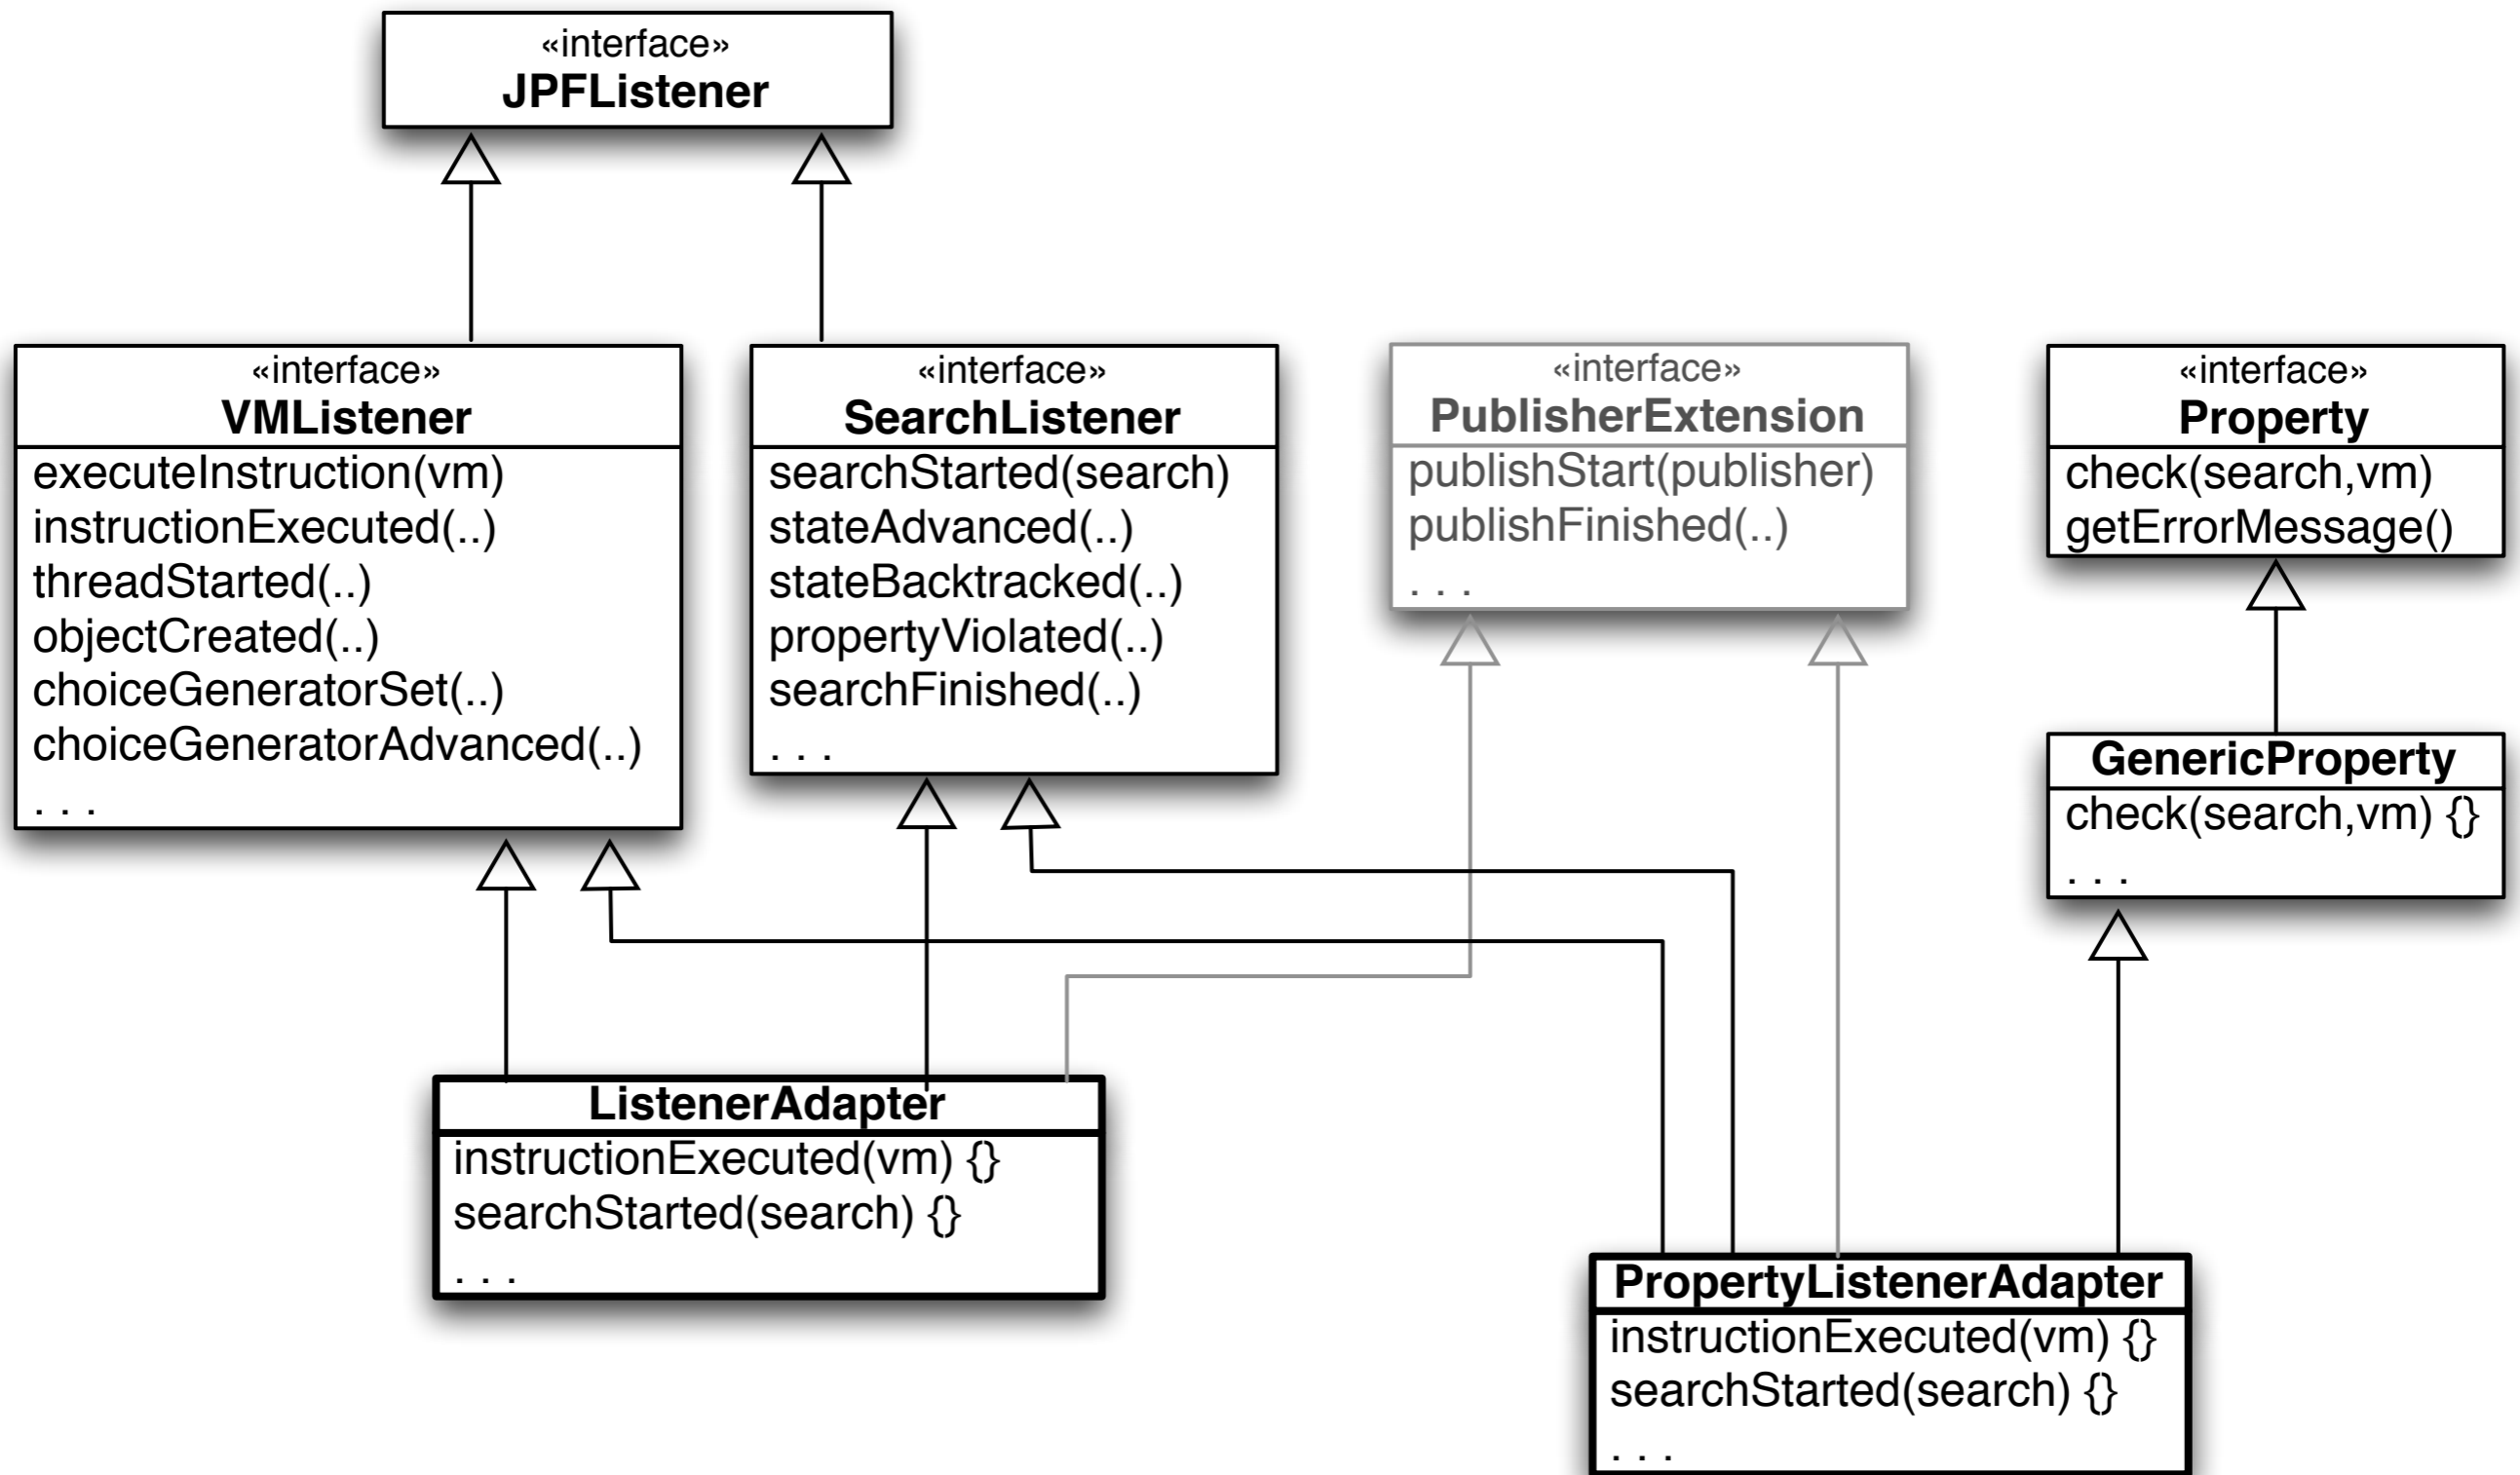 «interface»
JPFListener
«interface»
VMListener
executeInstruction(vm)
instructionExecuted(..)
threadStarted(..)
objectCreated(..)
choiceGeneratorSet(..)
choiceGeneratorAdvanced(..)
. . .
«interface»
SearchListener
searchStarted(search)
stateAdvanced(..)
stateBacktracked(..)
propertyViolated(..)
searchFinished(..)
. . .
«interface»
PublisherExtension
publishStart(publisher)
publishFinished(..)
. . .
«interface»
Property
check(search,vm)
getErrorMessage()
GenericProperty
check(search,vm) {}
. . .
ListenerAdapter
instructionExecuted(vm) {}
searchStarted(search) {}
. . .
PropertyListenerAdapter
instructionExecuted(vm) {}
searchStarted(search) {}
. . .